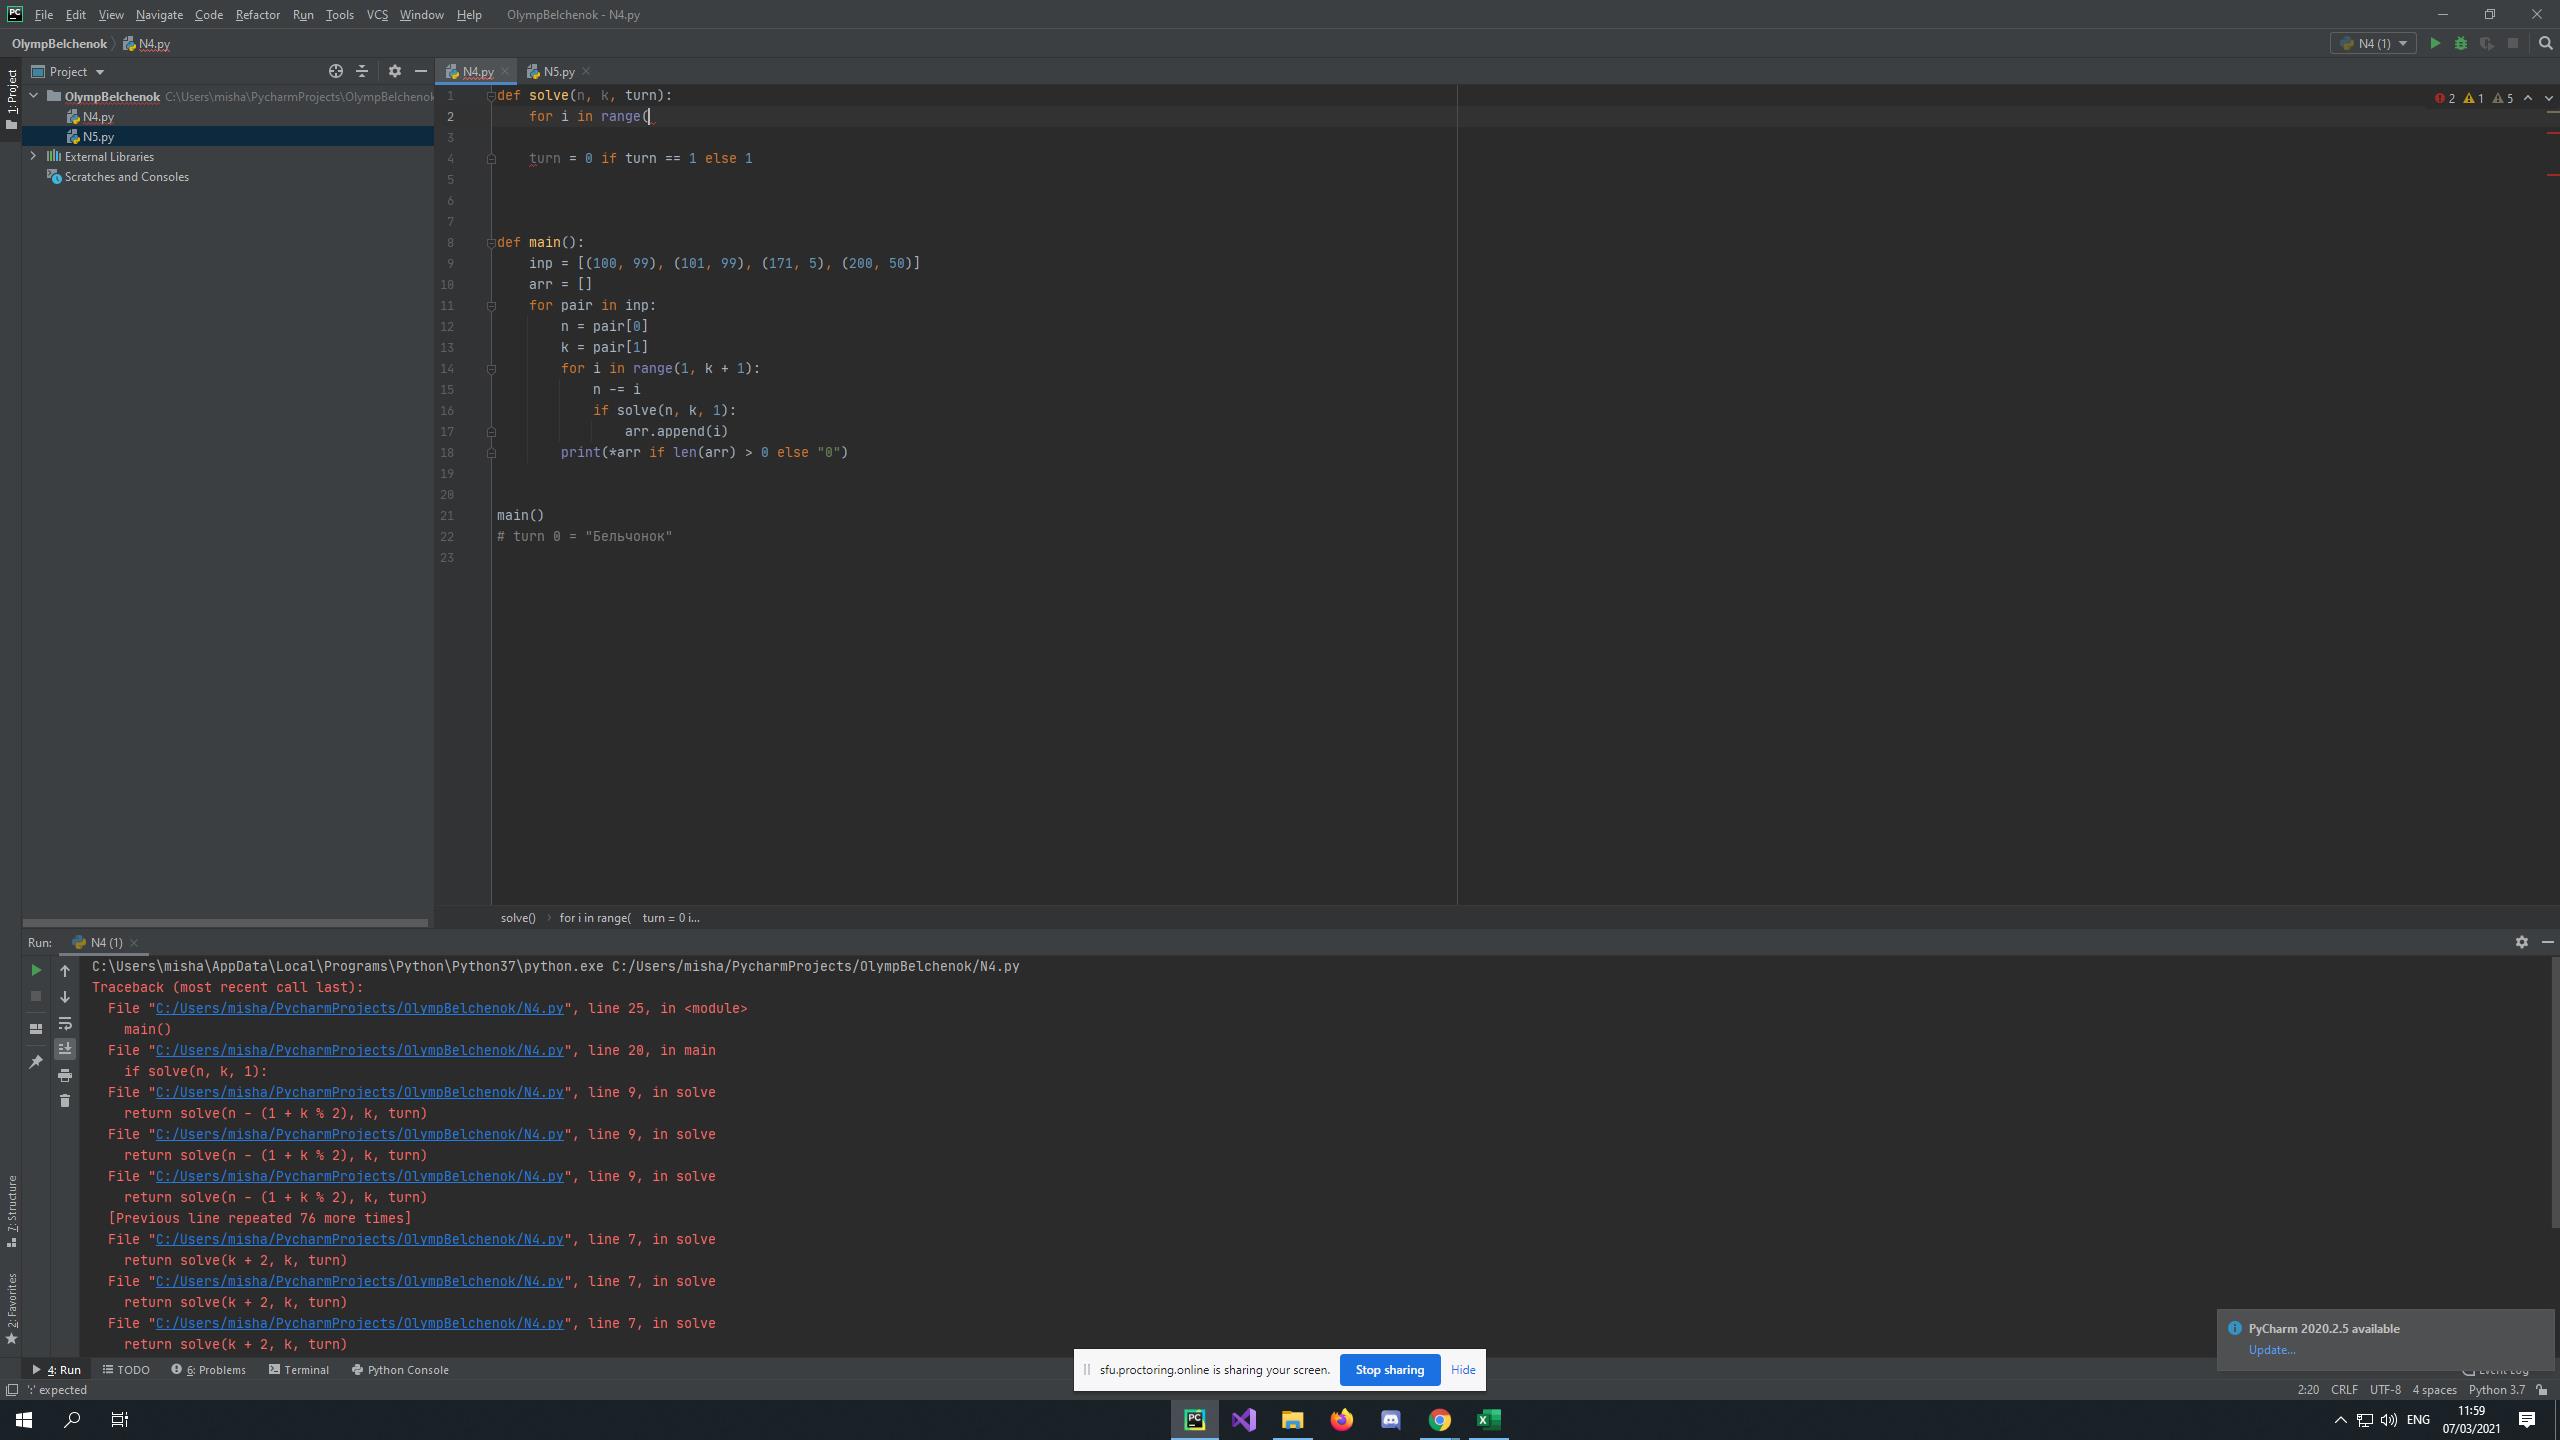 File Edit View Navigate Code Refactor Run Tools VCS Window Help OlympBelchenok - N4.py
OlympBelchenok N4.py
N4 (1)
Project
N4.py
N5.py
1: Project
OlympBelchenok C:\Users\misha\PycharmProjects\OlympBelchenok
N4.py
N5.py
External Libraries
Scratches and Consoles
2 1 5
1 def solve(n, k, turn):
2 for i in range(
3
4 turn = 0 if turn == 1 else 1
5
6
7
8 def main():
9 inp = [(100, 99), (101, 99), (171, 5), (200, 50)]
10 arr = []
11 for pair in inp:
12 n = pair[0]
13 k = pair[1]
14 for i in range(1, k + 1):
15 n -= i
16 if solve(n, k, 1):
17 arr.append(i)
18 print(*arr if len(arr) > 0 else "0")
19
20
21 main()
22 # turn 0 = "Бельчонок"
23
solve() for i in range( turn = 0 i...
Run: N4 (1)
C:\Users\misha\AppData\Local\Programs\Python\Python37\python.exe C:/Users/misha/PycharmProjects/OlympBelchenok/N4.py
Traceback (most recent call last):
File "C:/Users/misha/PycharmProjects/OlympBelchenok/N4.py", line 25, in <module>
main()
File "C:/Users/misha/PycharmProjects/OlympBelchenok/N4.py", line 20, in main
if solve(n, k, 1):
File "C:/Users/misha/PycharmProjects/OlympBelchenok/N4.py", line 9, in solve
return solve(n - (1 + k % 2), k, turn)
File "C:/Users/misha/PycharmProjects/OlympBelchenok/N4.py", line 9, in solve
return solve(n - (1 + k % 2), k, turn)
File "C:/Users/misha/PycharmProjects/OlympBelchenok/N4.py", line 9, in solve
return solve(n - (1 + k % 2), k, turn)
[Previous line repeated 76 more times]
File "C:/Users/misha/PycharmProjects/OlympBelchenok/N4.py", line 7, in solve
return solve(k + 2, k, turn)
File "C:/Users/misha/PycharmProjects/OlympBelchenok/N4.py", line 7, in solve
return solve(k + 2, k, turn)
File "C:/Users/misha/PycharmProjects/OlympBelchenok/N4.py", line 7, in solve
return solve(k + 2, k, turn)
7: Structure
2: Favorites
PyCharm 2020.2.5 available
Update...
4: Run TODO 6: Problems Terminal Python Console Event Log
sfu.proctoring.online is sharing your screen. Stop sharing Hide
':' expected
2:20 CRLF UTF-8 4 spaces Python 3.7
ENG
11:59
07/03/2021